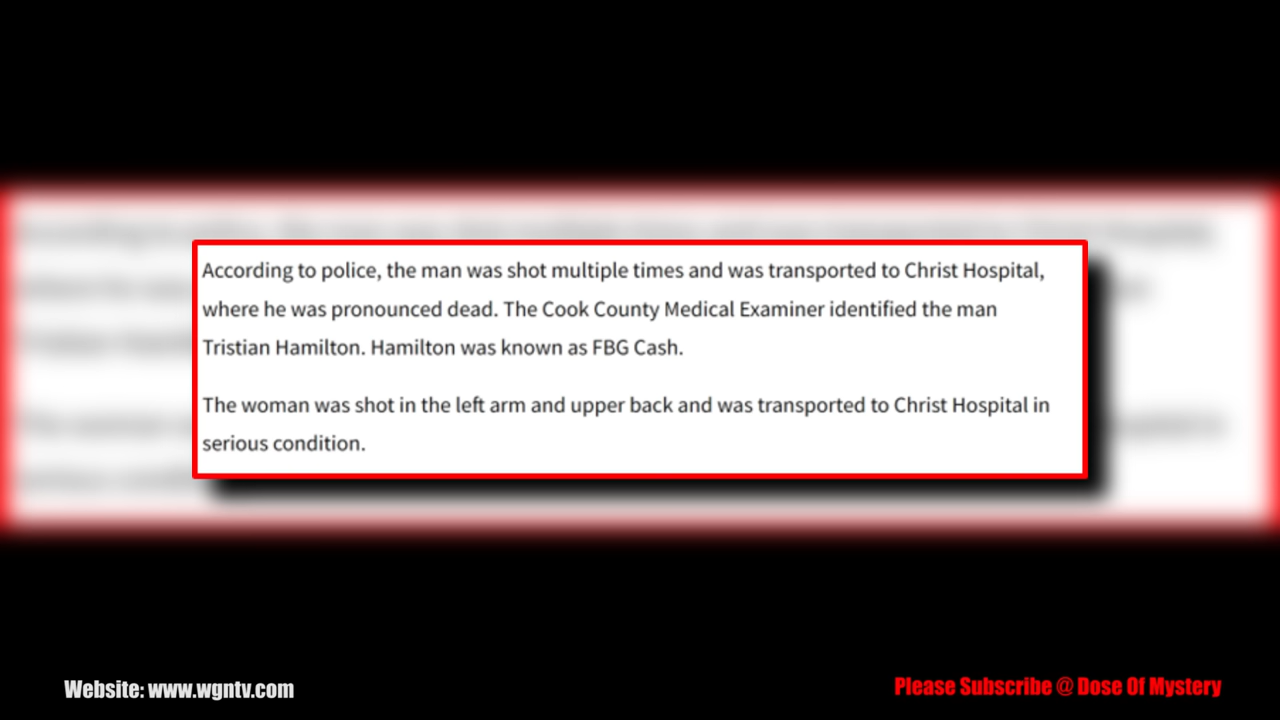 According to police, the man was shot multiple times and was transported to Christ Hospital,
where he was pronounced dead. The Cook County Medical Examiner identified the man
Tristian Hamilton. Hamilton was known as FBG Cash.
The woman was shot in the left arm and upper back and was transported to Christ Hospital in
serious condition.
Website: www.wgntv.com
Please Subscribe @ Dose Of Mystery